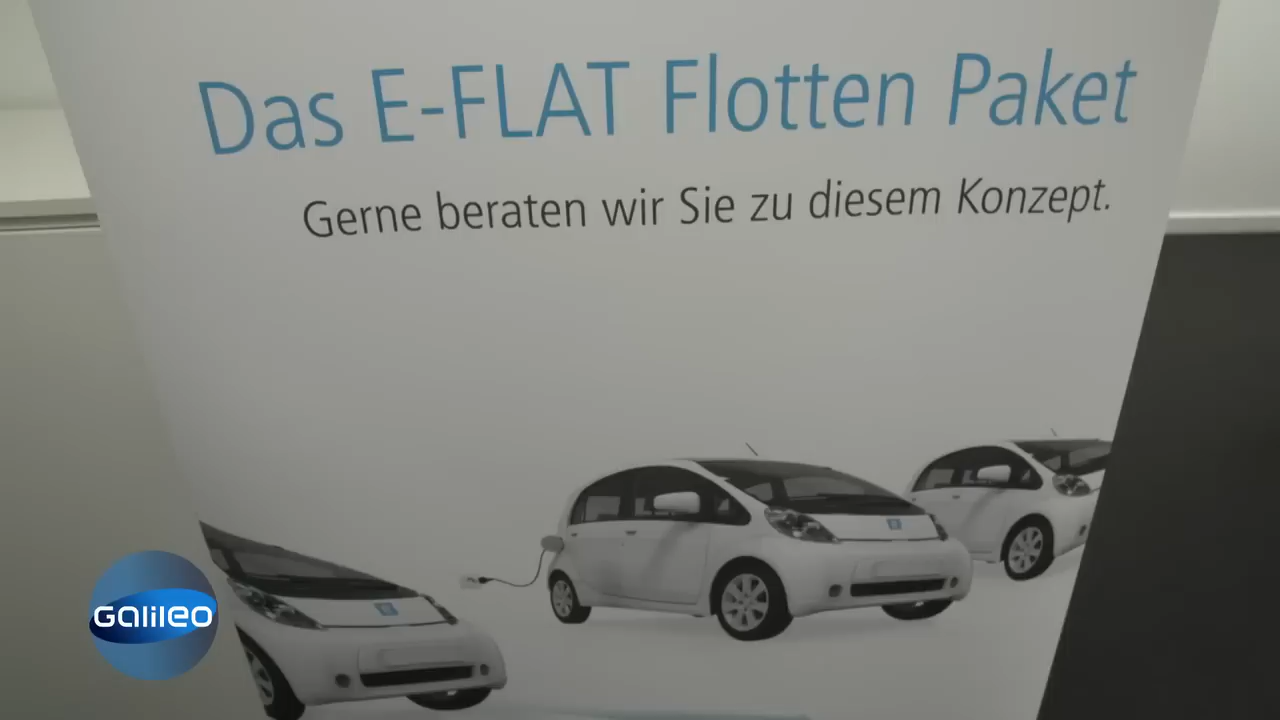 Das E-FLAT Flotten Paket
Gerne beraten wir Sie zu diesem Konzept.
Galileo